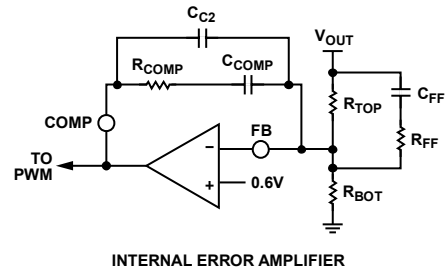 C_C2
V_OUT
R_COMP
C_COMP
C_FF
R_TOP
COMP
FB
R_FF
−
TO
PWM
+
0.6V
R_BOT
INTERNAL ERROR AMPLIFIER